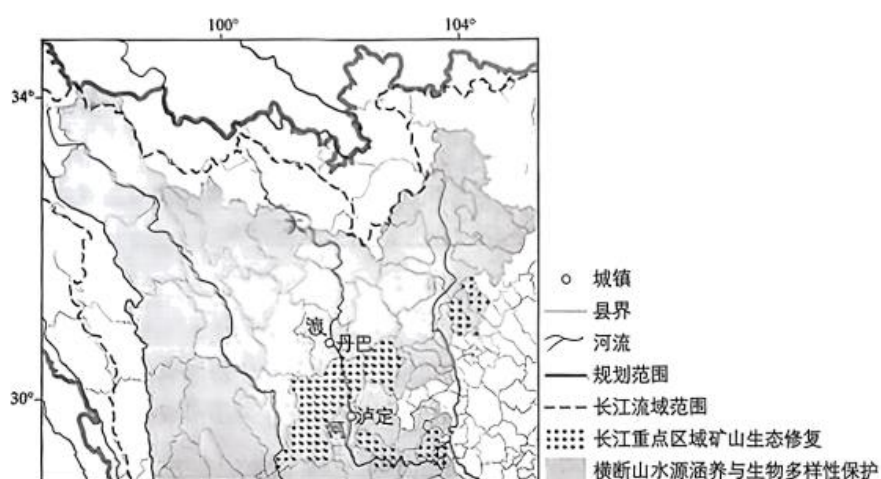 100°
104°
34°
渡
丹巴
30°
泸定
河
城镇
县界
河流
规划范围
长江流域范围
长江重点区域矿山生态修复
横断山水源涵养与生物多样性保护